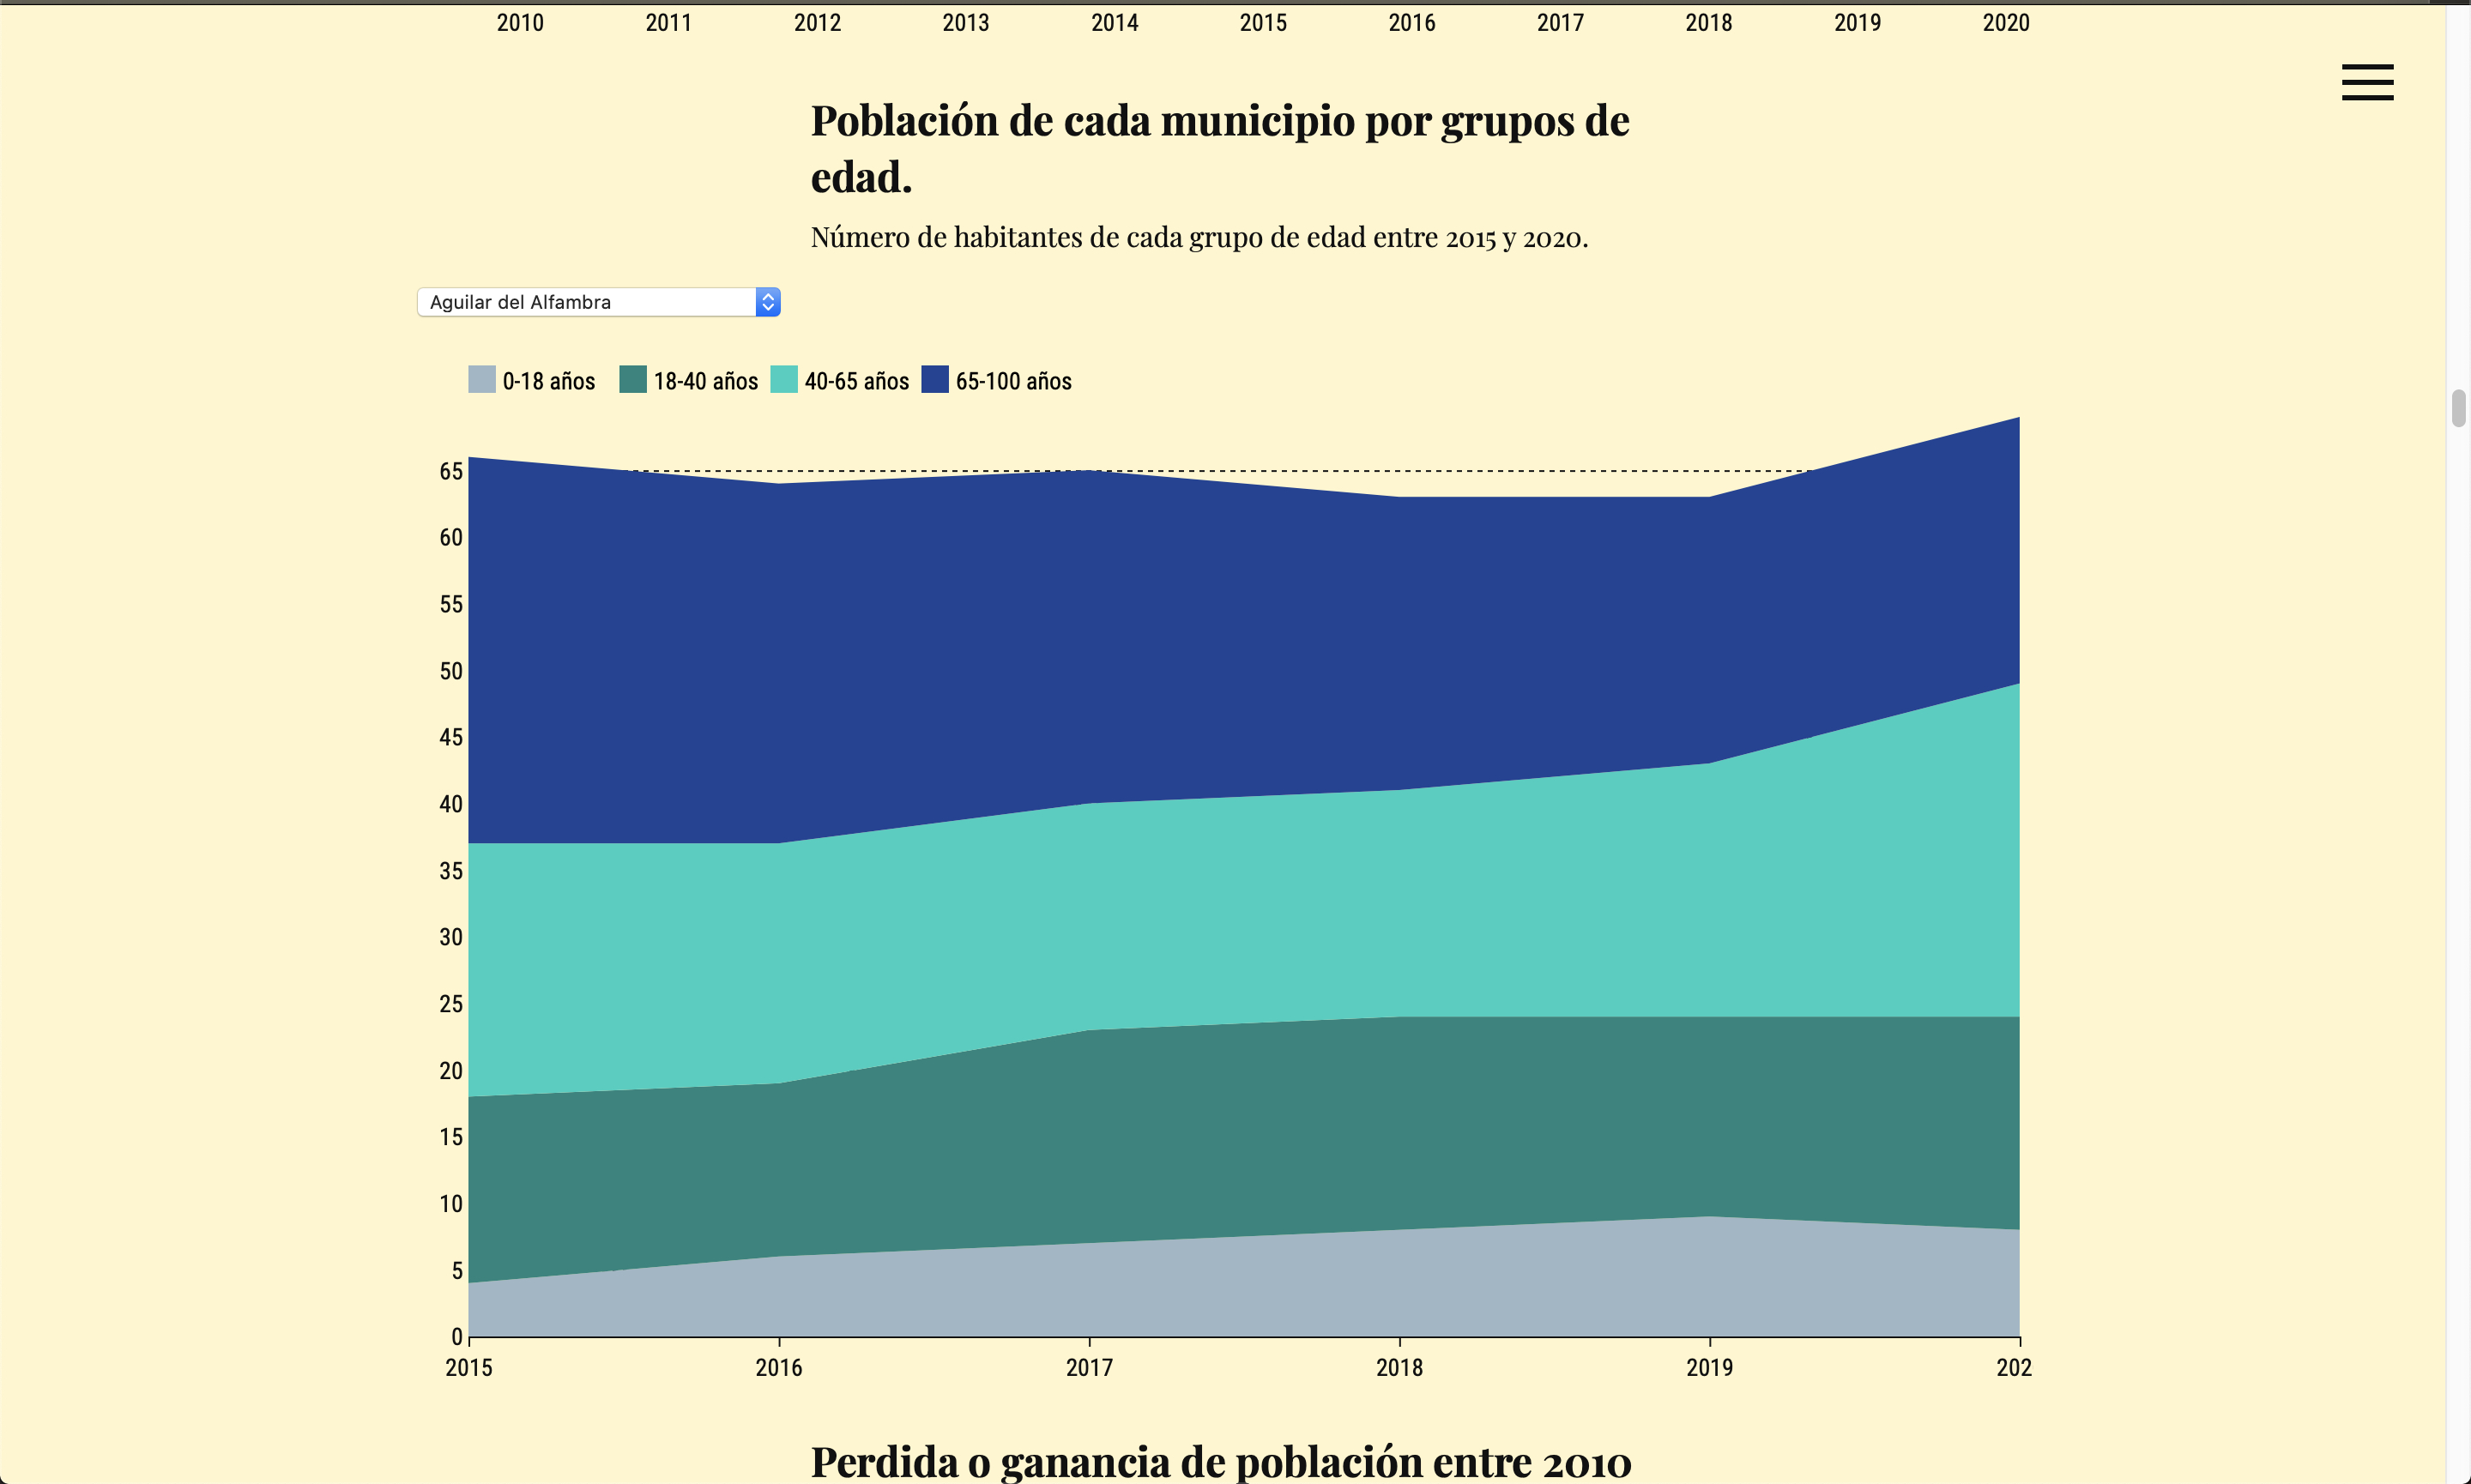 2010 2011 2012 2013 2014 2015 2016 2017 2018 2019 2020
Población de cada municipio por grupos de
edad.
Número de habitantes de cada grupo de edad entre 2015 y 2020.
Aguilar del Alfambra
0-18 años 18-40 años 40-65 años 65-100 años
65
60
55
50
45
40
35
30
25
20
15
10
5
0
2015 2016 2017 2018 2019 202
Perdida o ganancia de población entre 2010